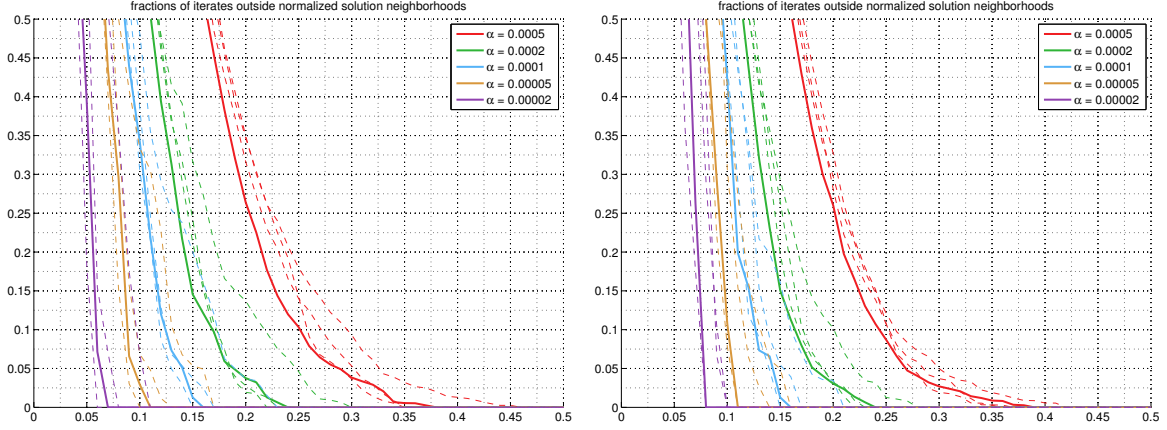 fractions of iterates outside normalized solution neighborhoods
0.5
0.45
0.4
0.35
0.3
0.25
0.2
0.15
0.1
0.05
0
0 0.05 0.1 0.15 0.2 0.25 0.3 0.35 0.4 0.45 0.5
α = 0.0005
α = 0.0002
α = 0.0001
α = 0.00005
α = 0.00002
fractions of iterates outside normalized solution neighborhoods
0.5
0.45
0.4
0.35
0.3
0.25
0.2
0.15
0.1
0.05
0
0 0.05 0.1 0.15 0.2 0.25 0.3 0.35 0.4 0.45 0.5
α = 0.0005
α = 0.0002
α = 0.0001
α = 0.00005
α = 0.00002